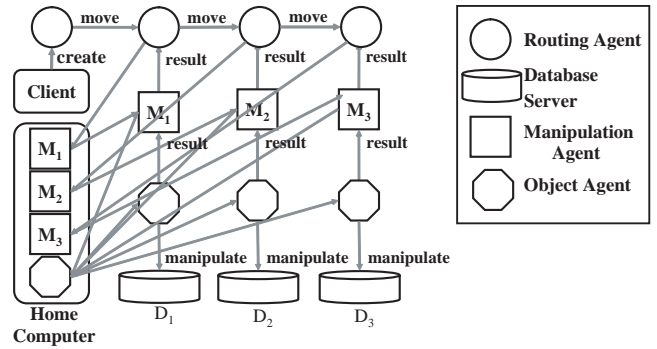 move
move
move
create
result
result
result
Client
M1
M2
M3
M1
M2
M3
result
result
result
manipulate
manipulate
manipulate
D1
D2
D3
Home
Computer
Routing Agent
Database
Server
Manipulation
Agent
Object Agent